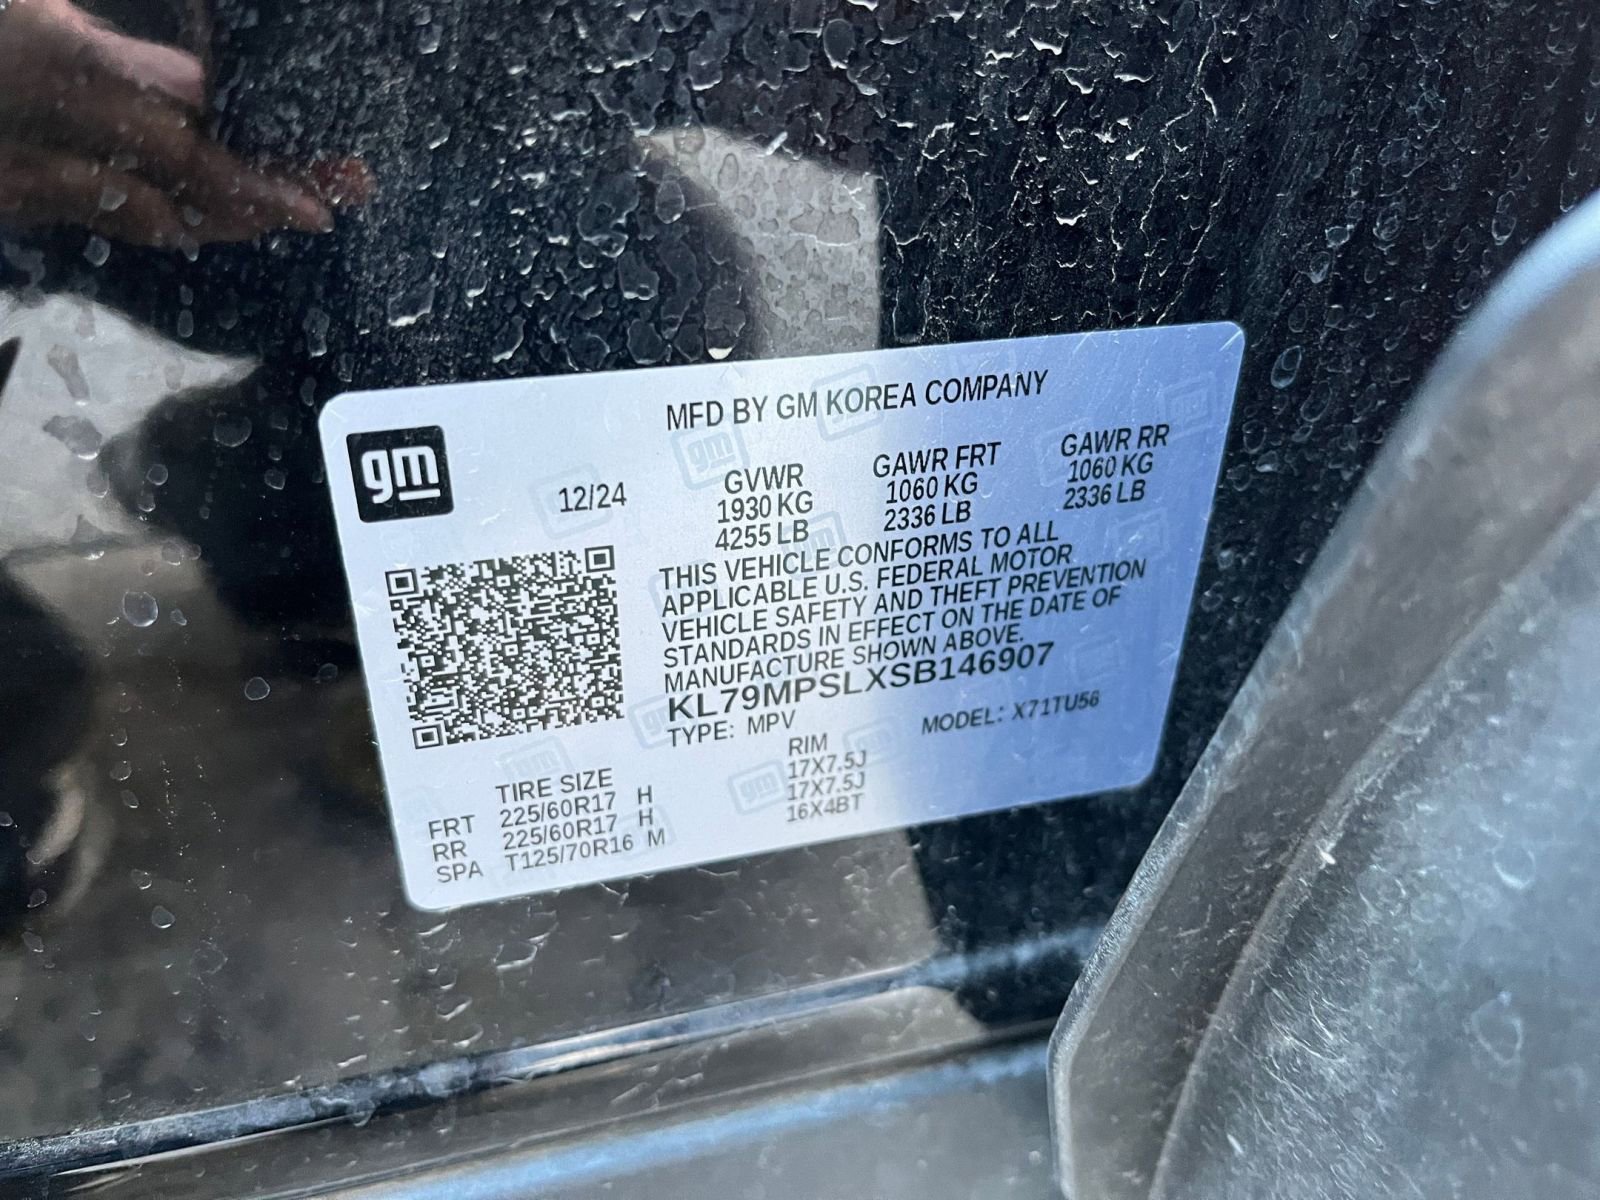 MFD BY GM KOREA COMPANY
gm
12/24
GVWR GAWR FRT GAWR RR
1930 KG 1060 KG 1060 KG
4255 LB 2336 LB 2336 LB
THIS VEHICLE CONFORMS TO ALL
APPLICABLE U.S. FEDERAL MOTOR
VEHICLE SAFETY AND THEFT PREVENTION
STANDARDS IN EFFECT ON THE DATE OF
MANUFACTURE SHOWN ABOVE.
KL79MPSLXSB146907
TYPE: MPV MODEL: X71TU56
TIRE SIZE RIM
FRT 225/60R17 H 17X7.5J
RR 225/60R17 H 17X7.5J
SPA T125/70R16 M 16X4BT